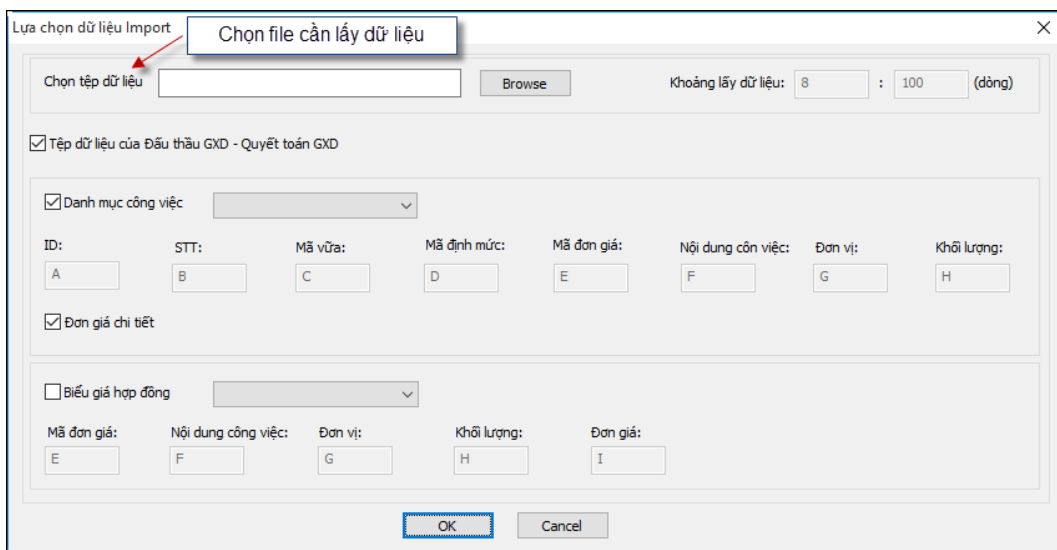 Lựa chọn dữ liệu Import
Chọn file cần lấy dữ liệu
Chọn tệp dữ liệu Browse Khoảng lấy dữ liệu: 8 : 100 (dòng)
Tệp dữ liệu của Đấu thầu GXD - Quyết toán GXD
Danh mục công việc
ID: STT: Mã vữa: Mã định mức: Mã đơn giá: Nội dung côn việc: Đơn vị: Khối lượng:
A B C D E F G H
Đơn giá chi tiết
Biểu giá hợp đồng
Mã đơn giá: Nội dung công việc: Đơn vị: Khối lượng: Đơn giá:
E F G H I
OK Cancel